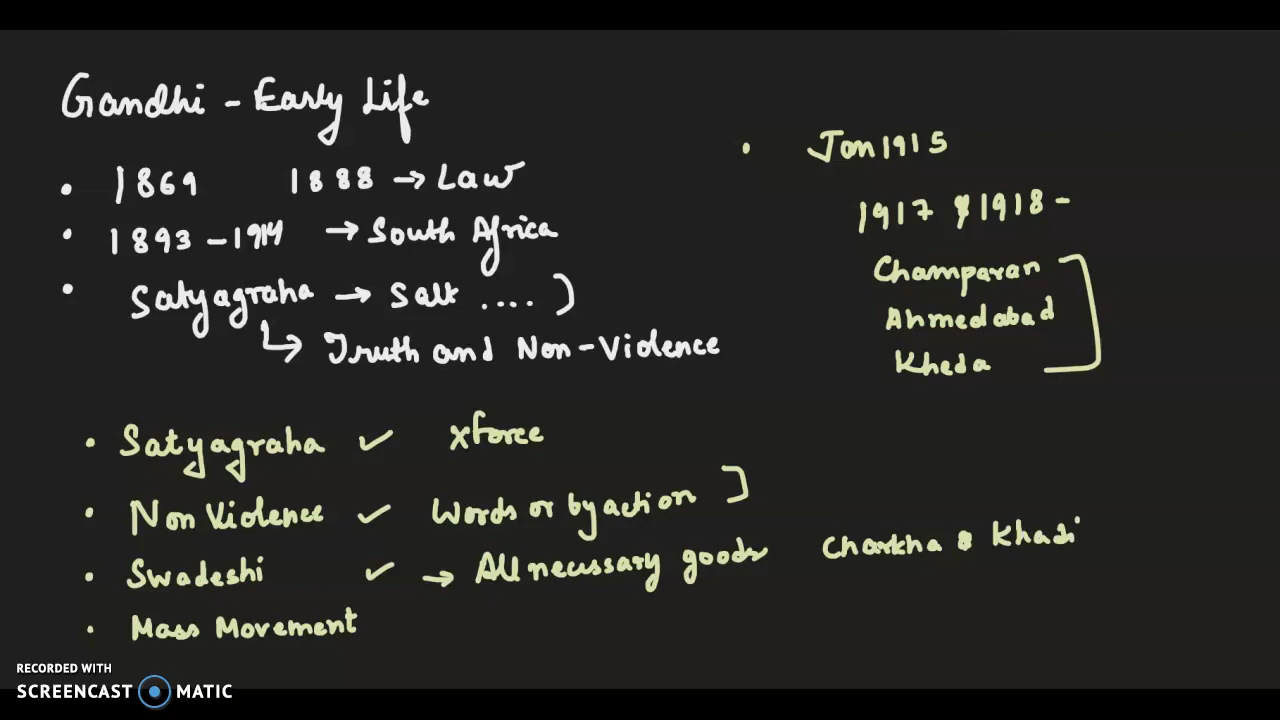 Gandhi - Early Life
• 1869 1888 → Law
• 1893 - 1914 → South Africa
• Satyagraha → Salt ....)
↳ Truth and Non-Violence
• Jan 1915
1917 & 1918 -
Champaran
Ahmedabad
Kheda
• Satyagraha ✓ xforce
• Non Violence ✓ Words or by action ]
• Swadeshi ✓ → All necussary goods Charkha & Khadi
• Mass Movement
RECORDED WITH
SCREENCAST MATIC